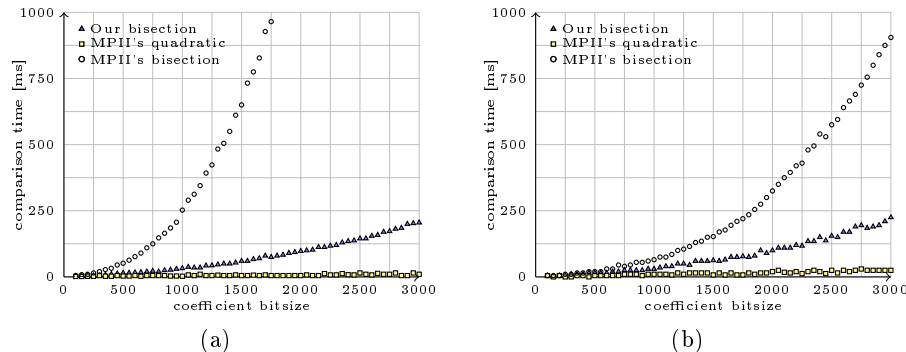 1000
750
500
250
0
comparison time [ms]
Our bisection
MPII's quadratic
MPII's bisection
0 500 1000 1500 2000 2500 3000
coefficient bitsize
(a)
1000
750
500
250
0
comparison time [ms]
Our bisection
MPII's quadratic
MPII's bisection
0 500 1000 1500 2000 2500 3000
coefficient bitsize
(b)